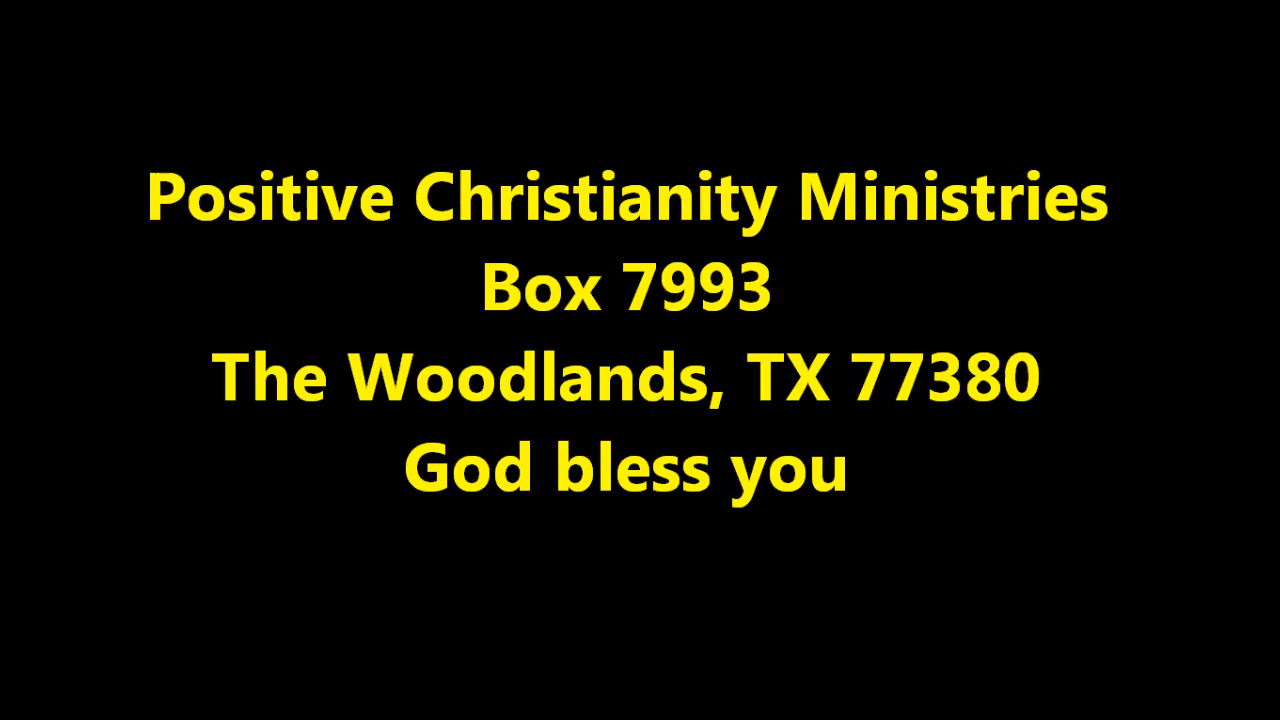 Positive Christianity Ministries
Box 7993
The Woodlands, TX 77380
God bless you